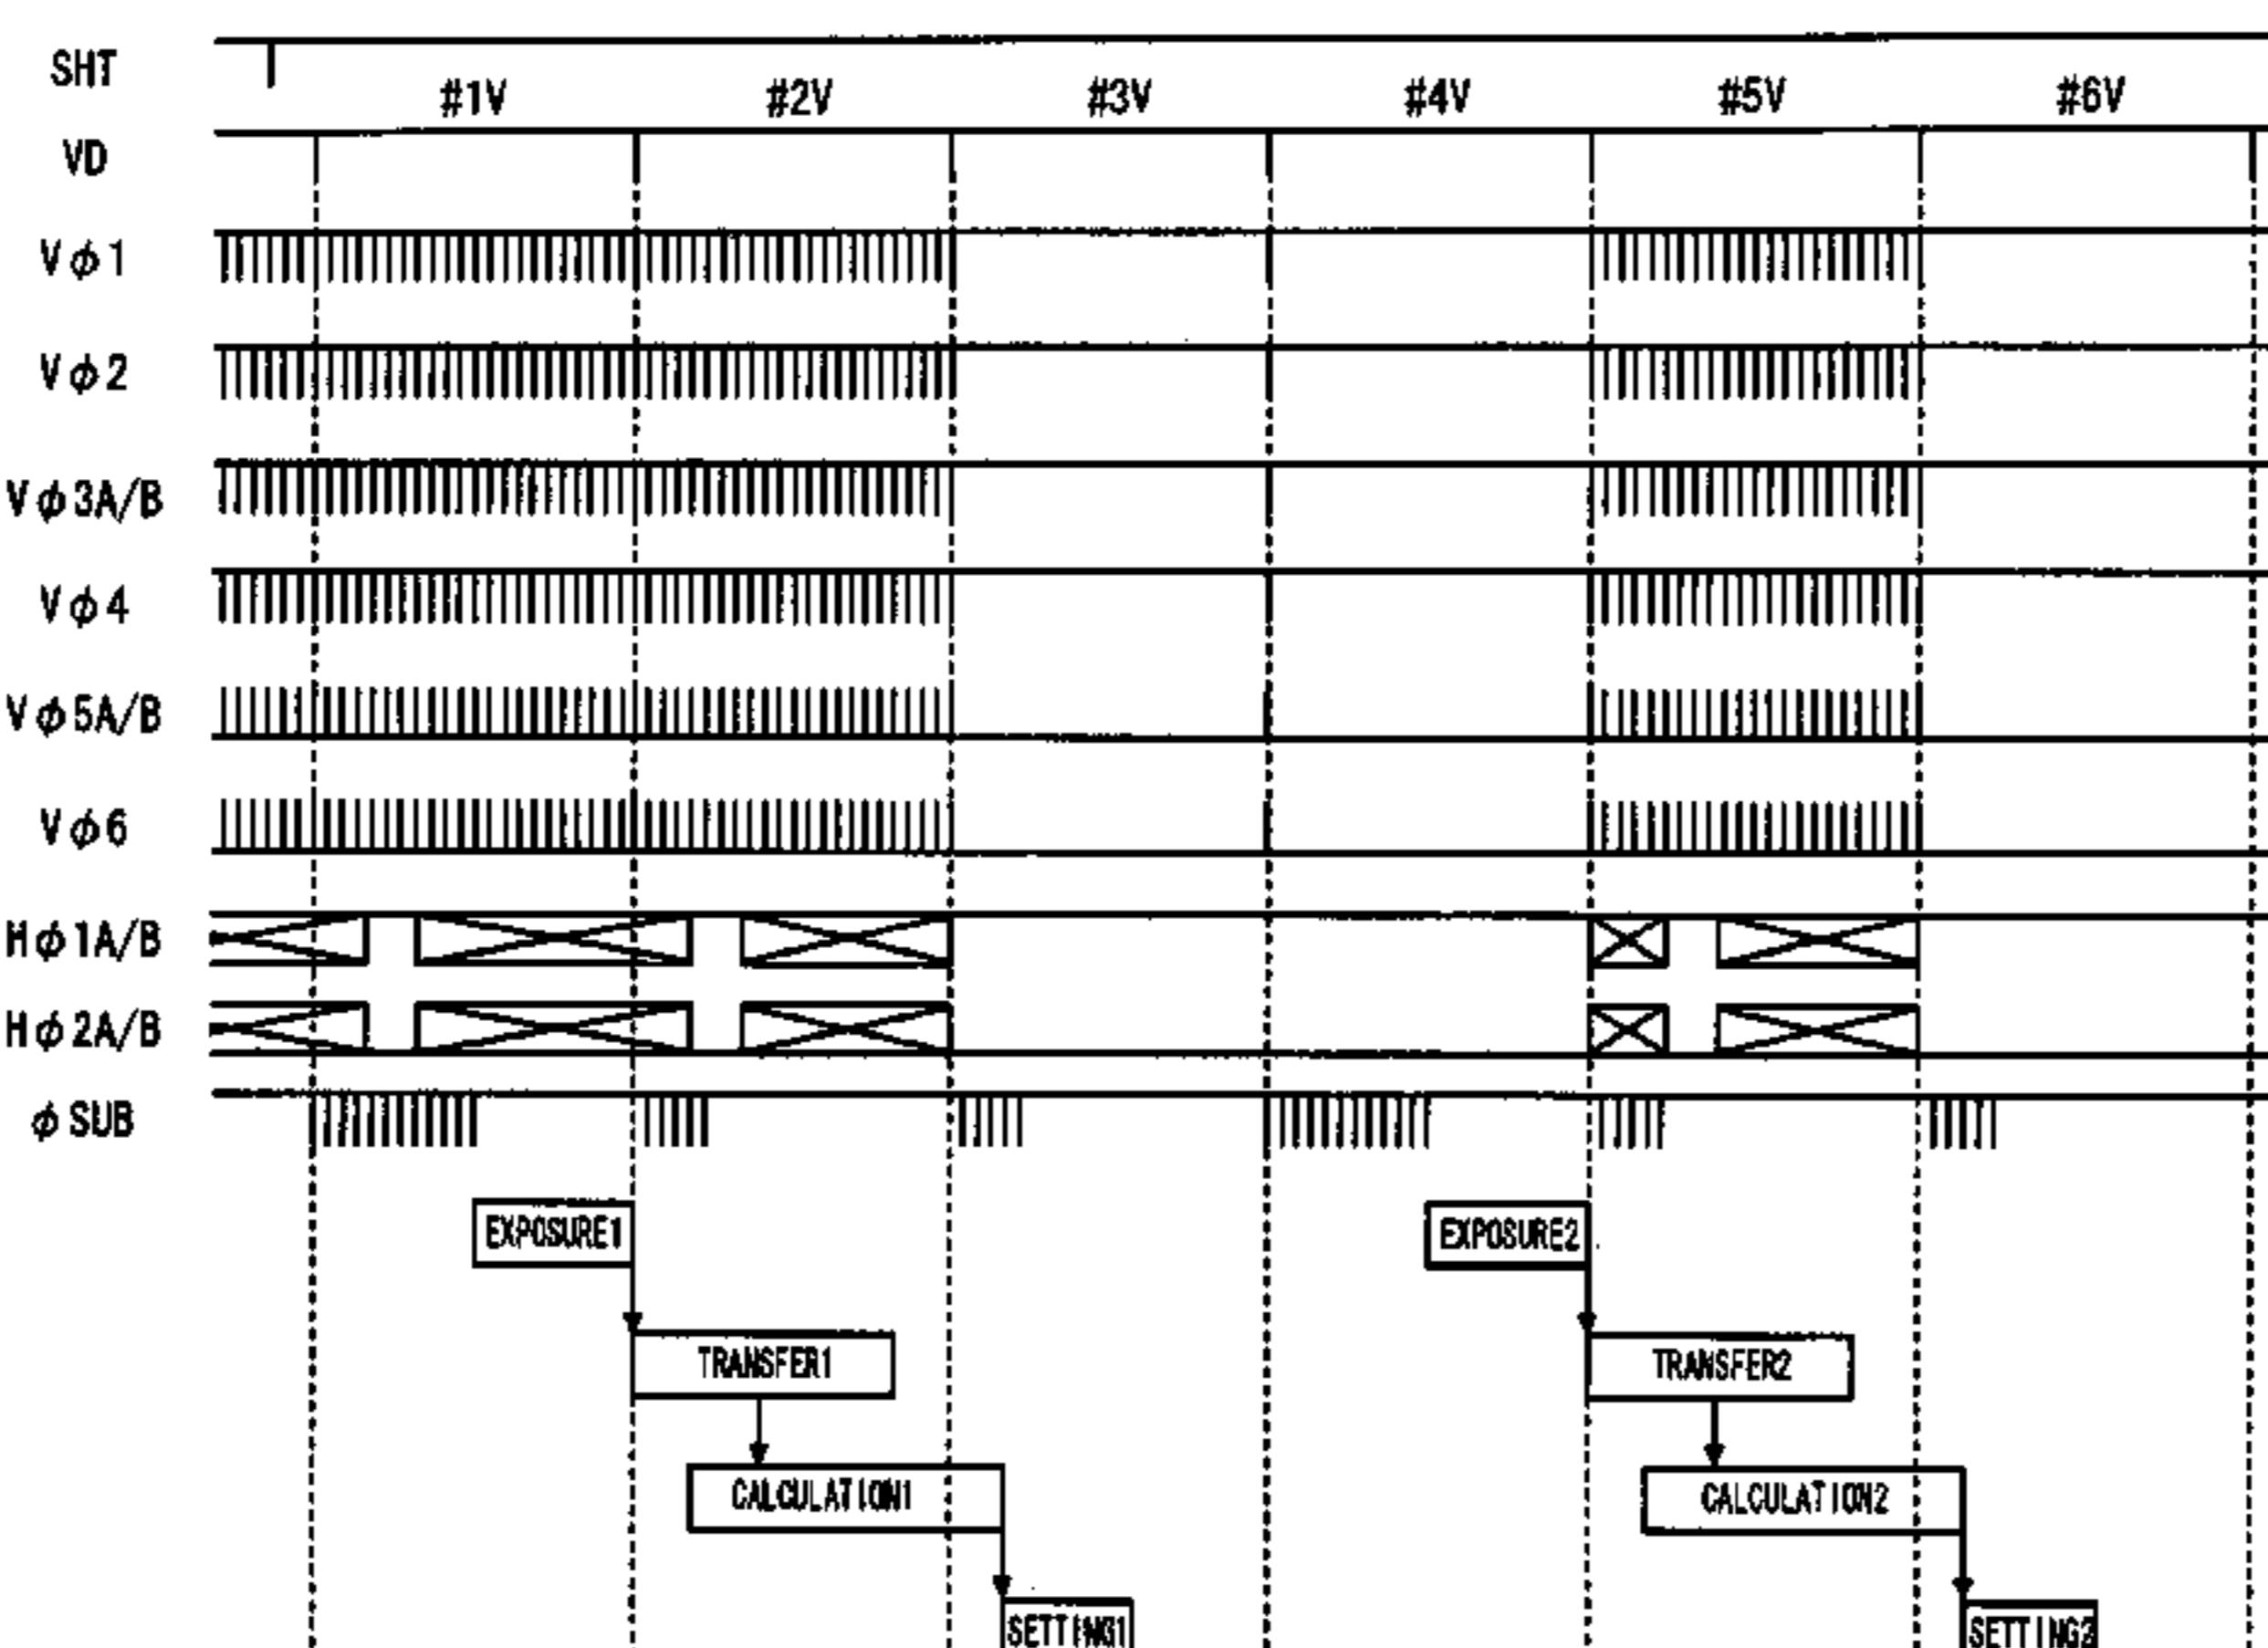 SHT
#1V #2V #3V #4V #5V #6V
VD
Vφ1
Vφ2
Vφ3A/B
Vφ4
Vφ5A/B
Vφ6
Hφ1A/B
Hφ2A/B
φSUB
EXPOSURE1 EXPOSURE2
TRANSFER1 TRANSFER2
CALCULATION1 CALCULATION2
SETTING1 SETTING2